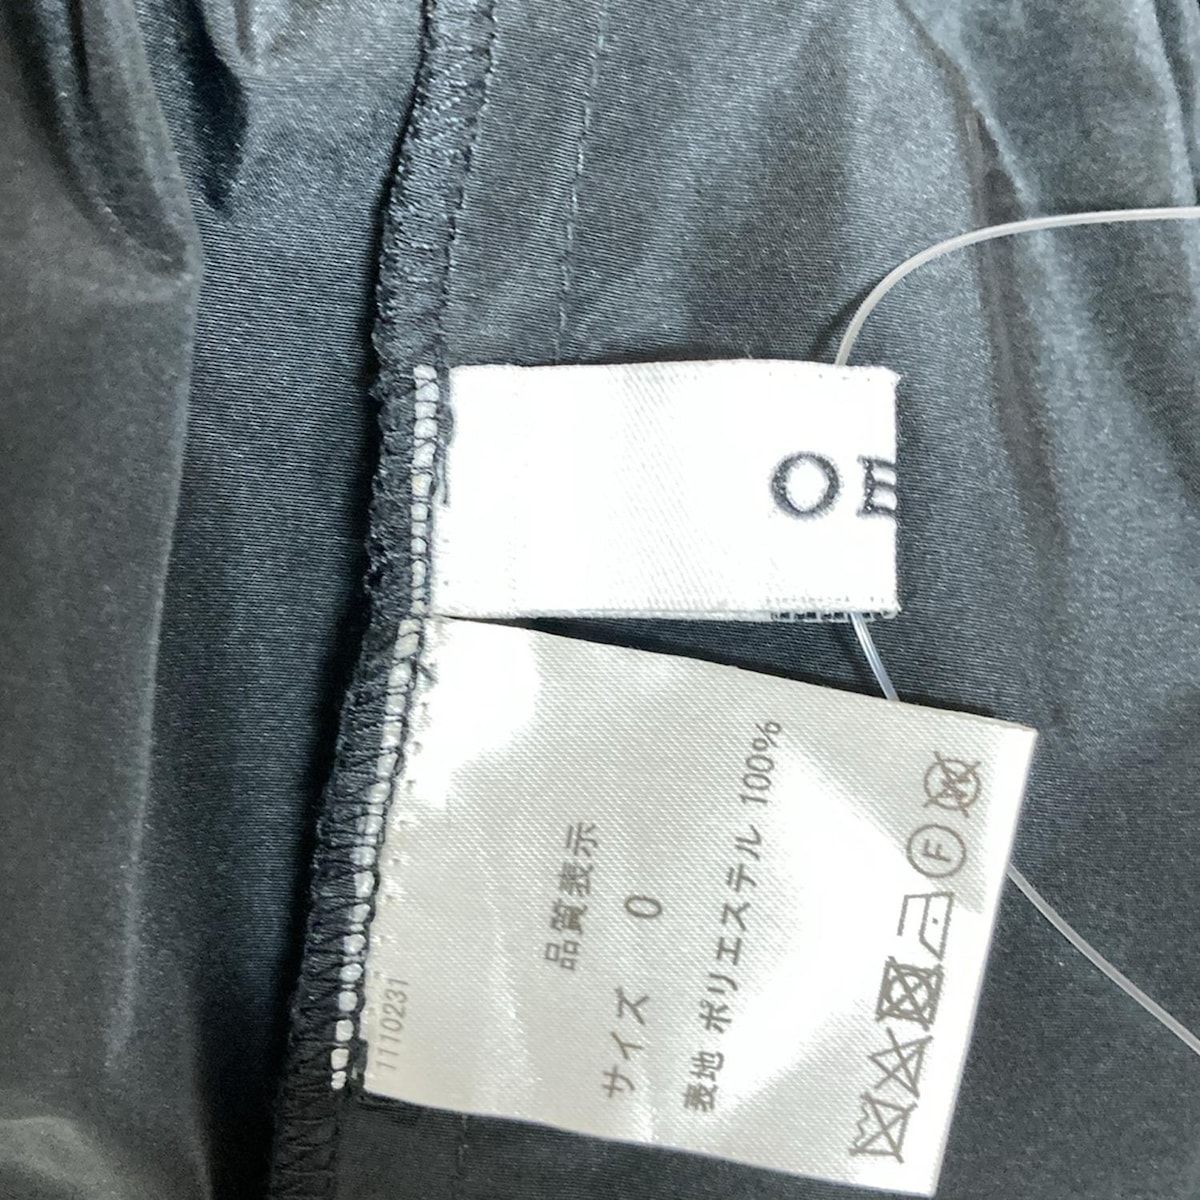 OE
1110231
品質表示
サイズ 0
表地 ポリエステル 100%
F